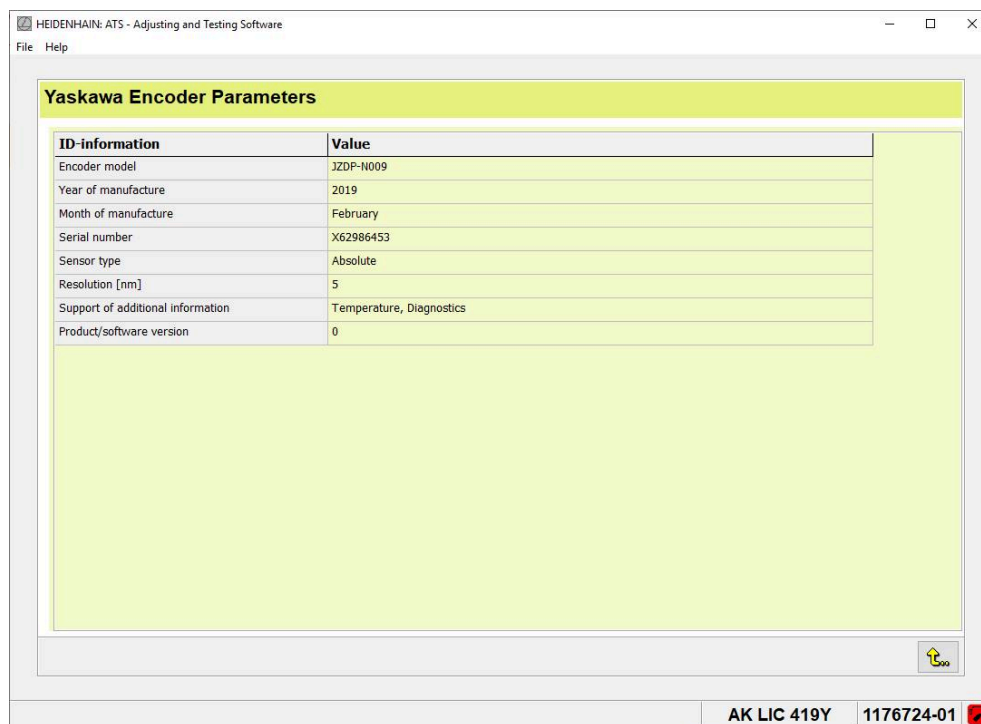 HEIDENHAIN: ATS - Adjusting and Testing Software
File Help
Yaskawa Encoder Parameters
ID-information Value
Encoder model JZDP-N009
Year of manufacture 2019
Month of manufacture February
Serial number X62986453
Sensor type Absolute
Resolution [nm] 5
Support of additional information Temperature, Diagnostics
Product/software version 0
AK LIC 419Y 1176724-01